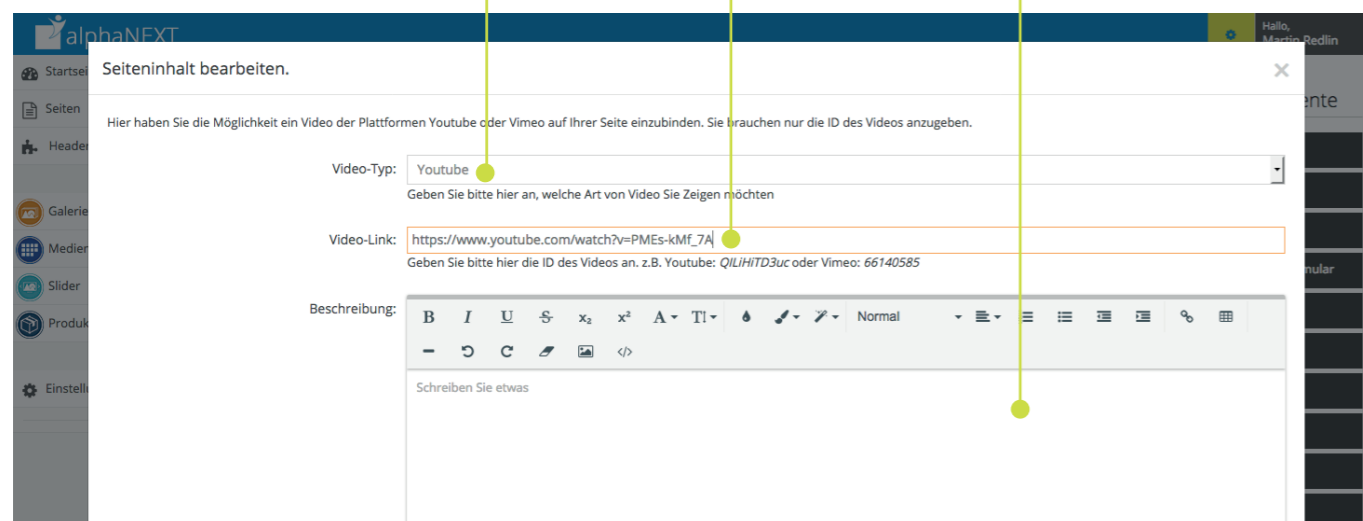 alphaNEXT
Hallo,
Martin Redlin
Startsei
Seiten
Header
Galerie
Medien
Slider
Produk
Einstell
Seiteninhalt bearbeiten.
×
Hier haben Sie die Möglichkeit ein Video der Plattformen Youtube oder Vimeo auf Ihrer Seite einzubinden. Sie brauchen nur die ID des Videos anzugeben.
Video-Typ: Youtube
Geben Sie bitte hier an, welche Art von Video Sie Zeigen möchten
Video-Link: https://www.youtube.com/watch?v=PMEs-kMf_7A
Geben Sie bitte hier die ID des Videos an. z.B. Youtube: QILiHiTD3uc oder Vimeo: 66140585
Beschreibung:
B I U S x₂ x² A T Normal
</>
Schreiben Sie etwas
ente
mular